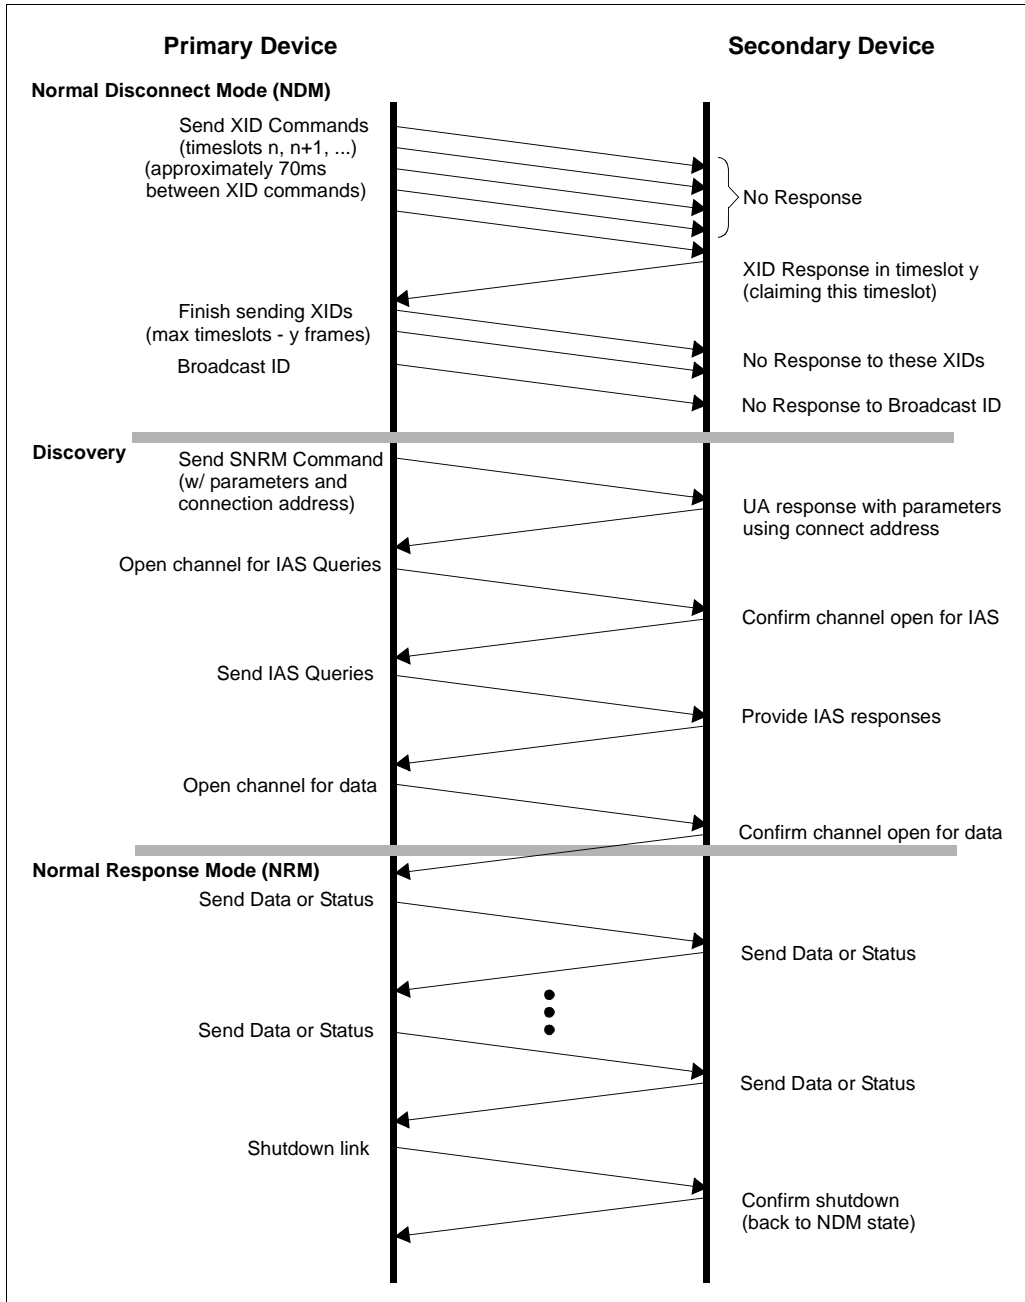 Primary Device
Secondary Device
Normal Disconnect Mode (NDM)
Send XID Commands
(timeslots n, n+1, ...)
(approximately 70ms
between XID commands)
No Response
XID Response in timeslot y
(claiming this timeslot)
Finish sending XIDs
(max timeslots - y frames)
No Response to these XIDs
Broadcast ID
No Response to Broadcast ID
Discovery
Send SNRM Command
(w/ parameters and
connection address)
UA response with parameters
using connect address
Open channel for IAS Queries
Confirm channel open for IAS
Send IAS Queries
Provide IAS responses
Open channel for data
Confirm channel open for data
Normal Response Mode (NRM)
Send Data or Status
Send Data or Status
Send Data or Status
Send Data or Status
Shutdown link
Confirm shutdown
(back to NDM state)